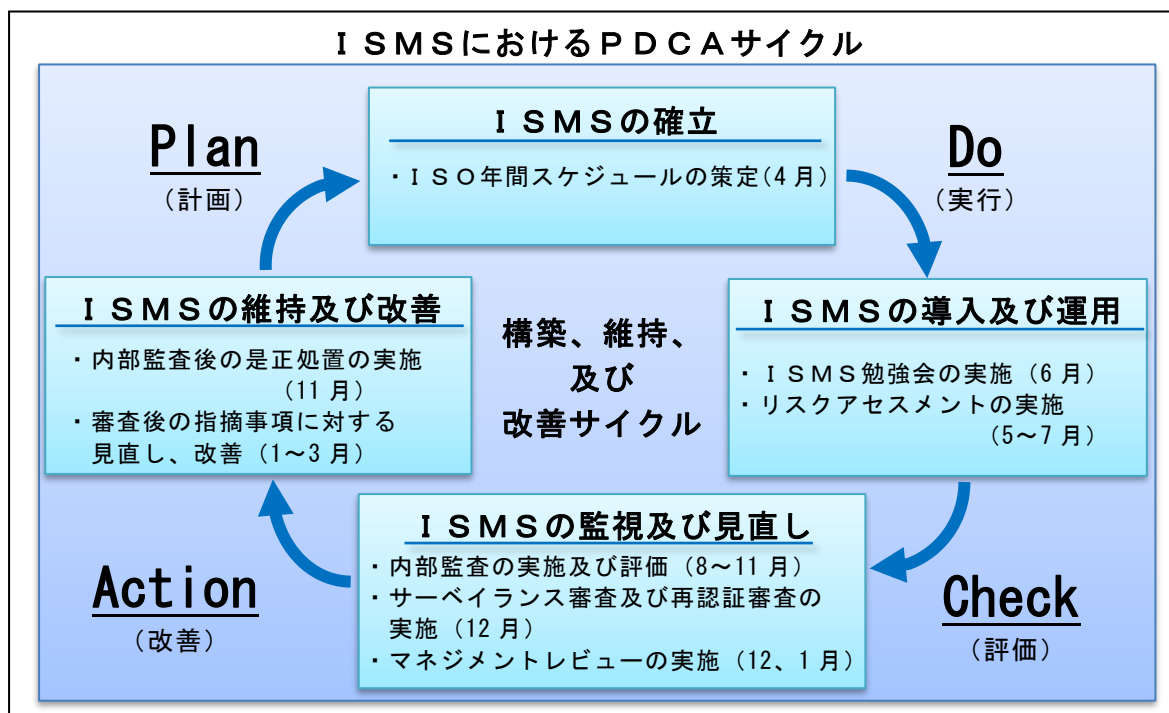 ＩＳＭＳにおけるＰＤＣＡサイクル
Plan
（計画）
ＩＳＭＳの確立
・ＩＳＯ年間スケジュールの策定(4月)
Do
（実行）
ＩＳＭＳの導入及び運用
・ＩＳＭＳ勉強会の実施（6月）
・リスクアセスメントの実施
（5～7月）
構築、維持、
及び
改善サイクル
ＩＳＭＳの維持及び改善
・内部監査後の是正処置の実施
（11月）
・審査後の指摘事項に対する
見直し、改善（1～3月）
ＩＳＭＳの監視及び見直し
・内部監査の実施及び評価（8～11月）
・サーベイランス審査及び再認証審査の
実施（12月）
・マネジメントレビューの実施（12、1月）
Check
（評価）
Action
（改善）